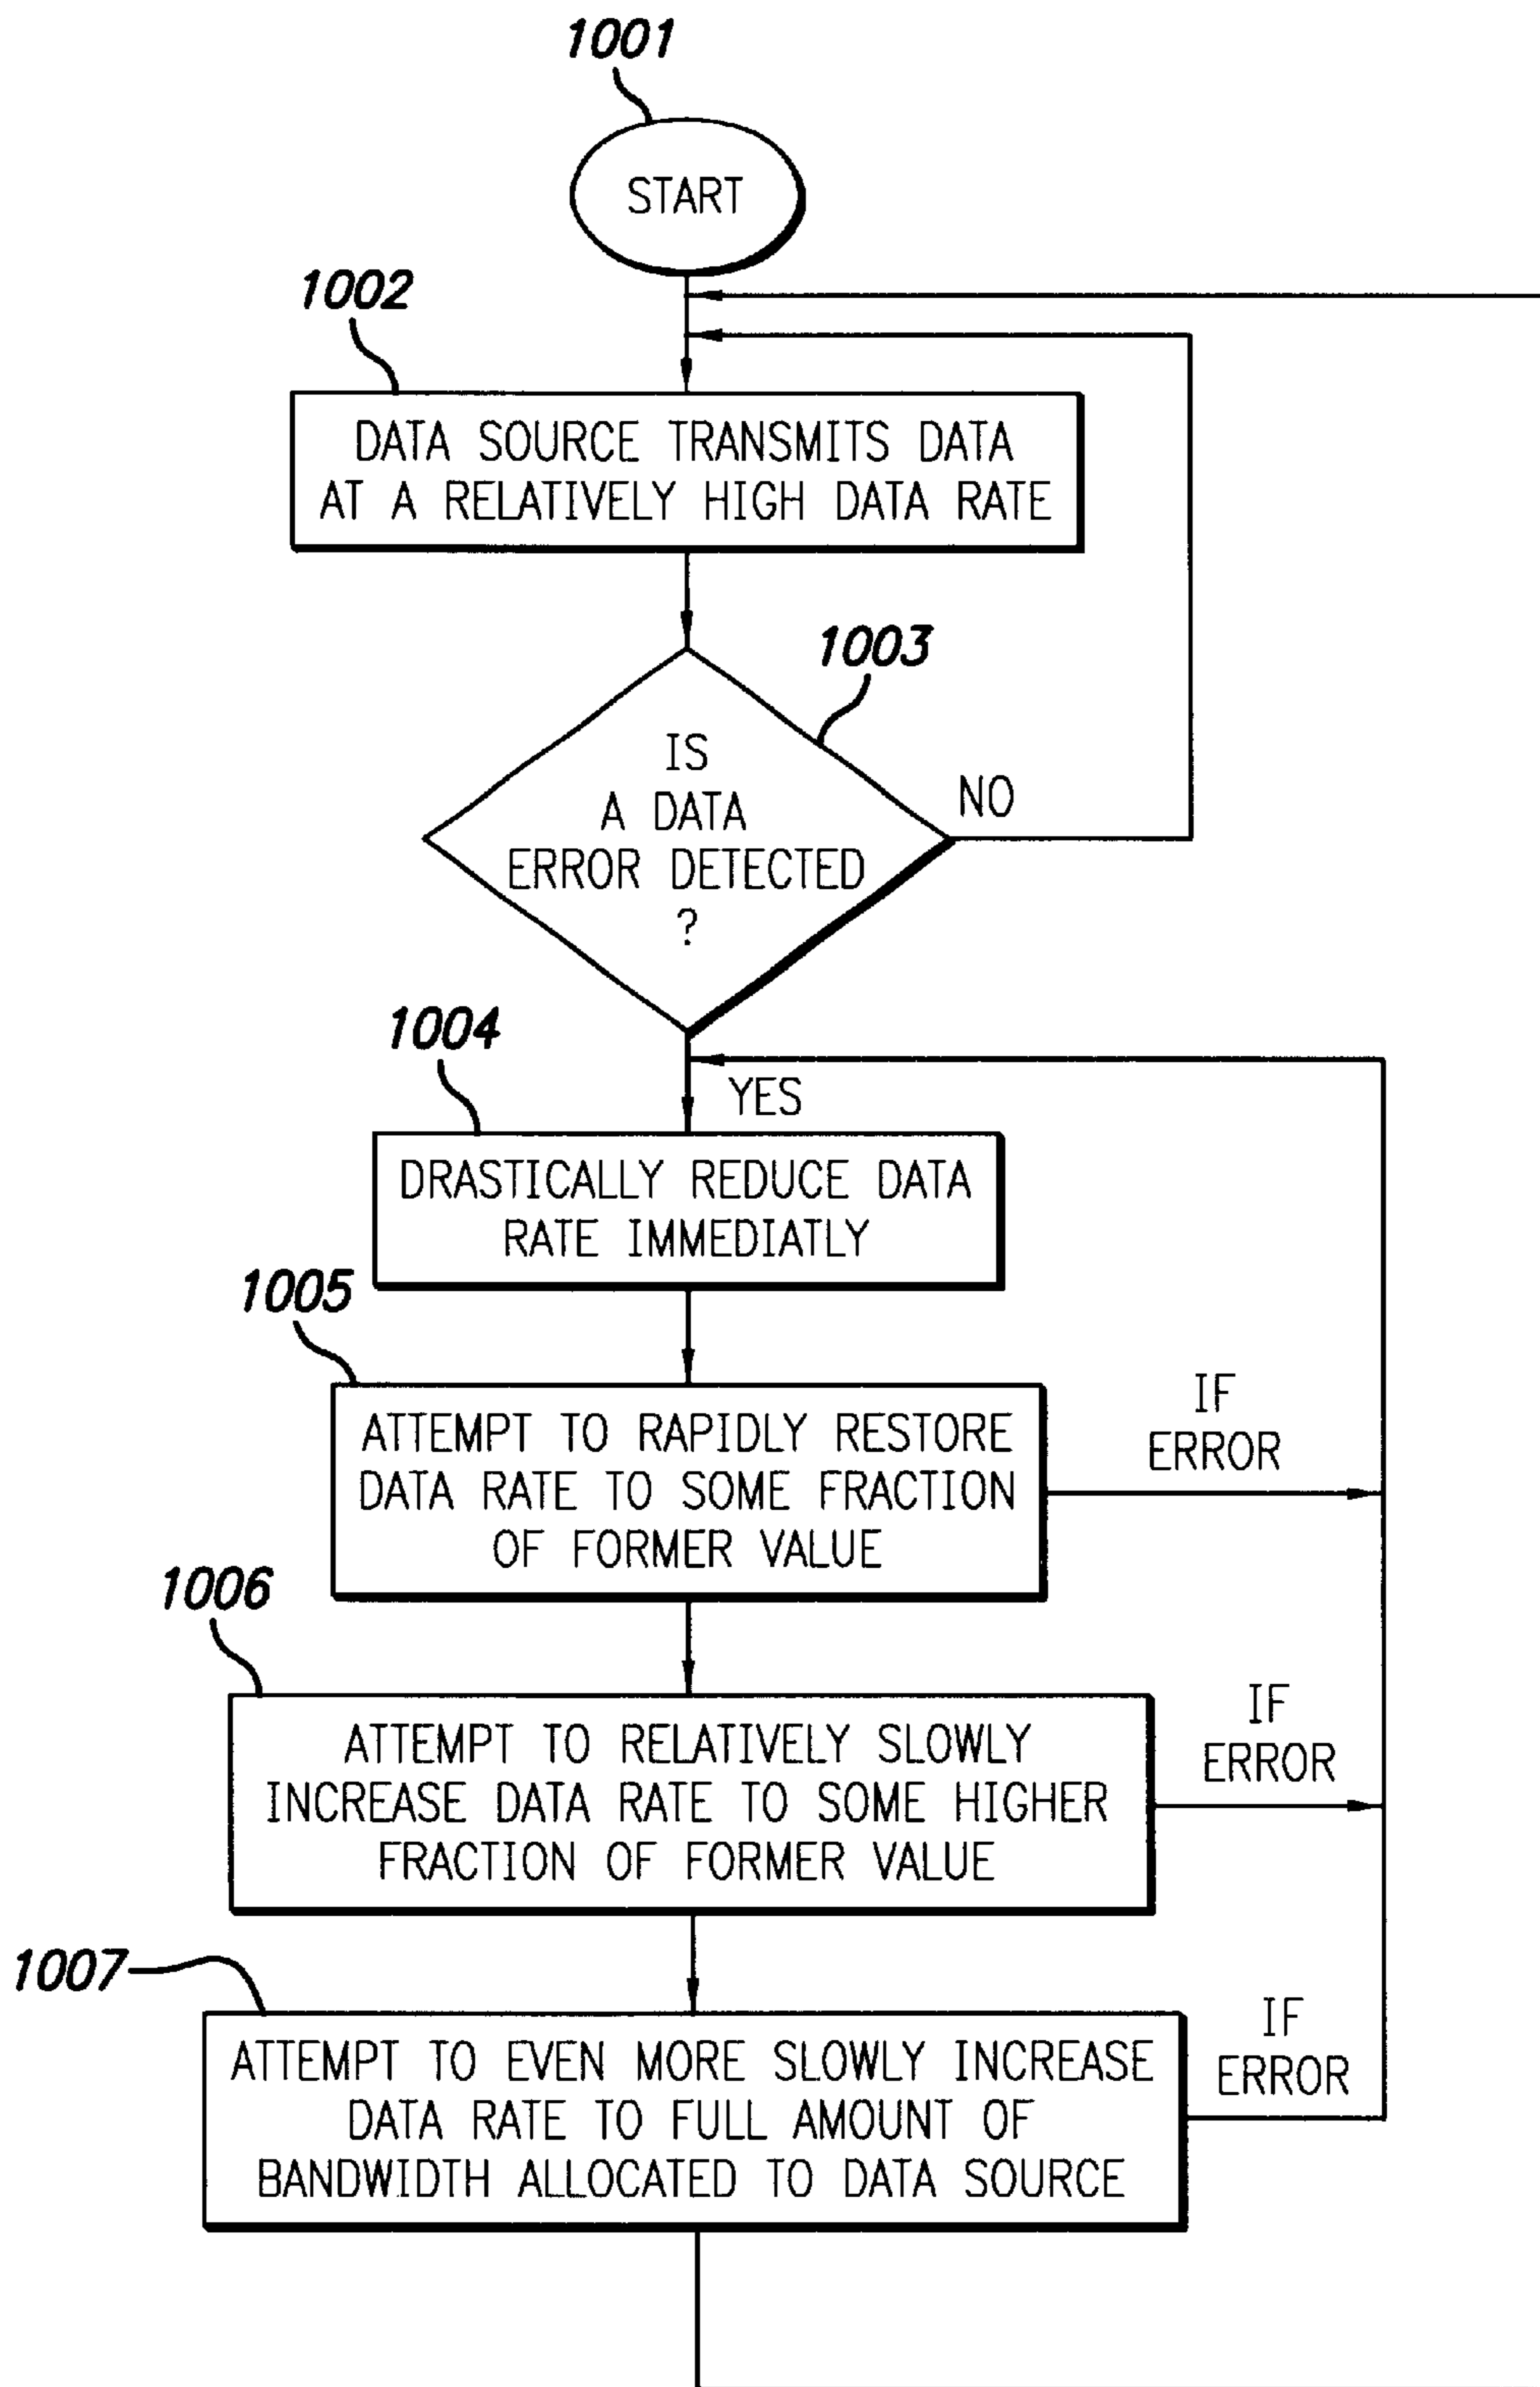 1001
START
1002
DATA SOURCE TRANSMITS DATA
AT A RELATIVELY HIGH DATA RATE
1003
IS
A DATA
ERROR DETECTED
?
NO
YES
1004
DRASTICALLY REDUCE DATA
RATE IMMEDIATLY
1005
ATTEMPT TO RAPIDLY RESTORE
DATA RATE TO SOME FRACTION
OF FORMER VALUE
IF
ERROR
1006
ATTEMPT TO RELATIVELY SLOWLY
INCREASE DATA RATE TO SOME HIGHER
FRACTION OF FORMER VALUE
IF
ERROR
1007
ATTEMPT TO EVEN MORE SLOWLY INCREASE
DATA RATE TO FULL AMOUNT OF
BANDWIDTH ALLOCATED TO DATA SOURCE
IF
ERROR